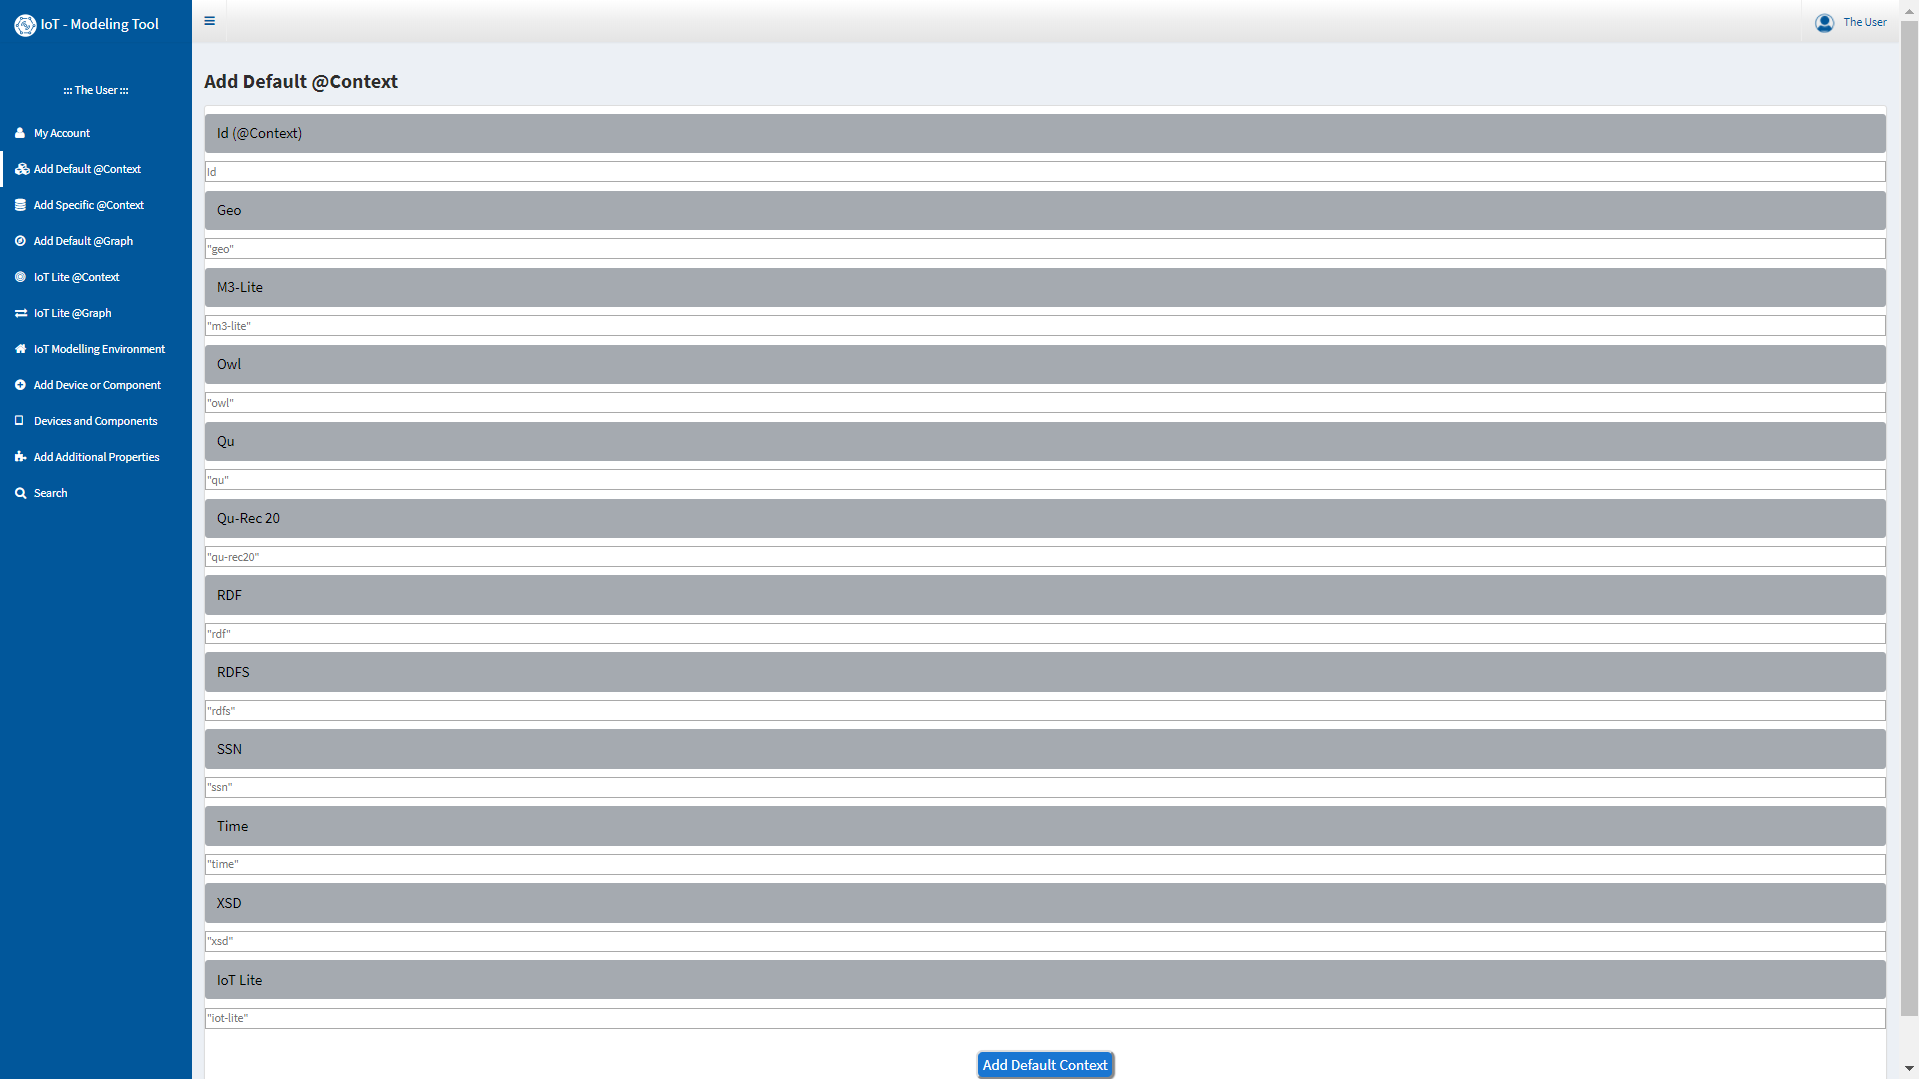 IoT - Modeling Tool
The User
::: The User :::
My Account
Add Default @Context
Add Specific @Context
Add Default @Graph
IoT Lite @Context
IoT Lite @Graph
IoT Modelling Environment
Add Device or Component
Devices and Components
Add Additional Properties
Search
Add Default @Context
Id (@Context)
Id
Geo
"geo"
M3-Lite
"m3-lite"
Owl
"owl"
Qu
"qu"
Qu-Rec 20
"qu-rec20"
RDF
"rdf"
RDFS
"rdfs"
SSN
"ssn"
Time
"time"
XSD
"xsd"
IoT Lite
"iot-lite"
Add Default Context